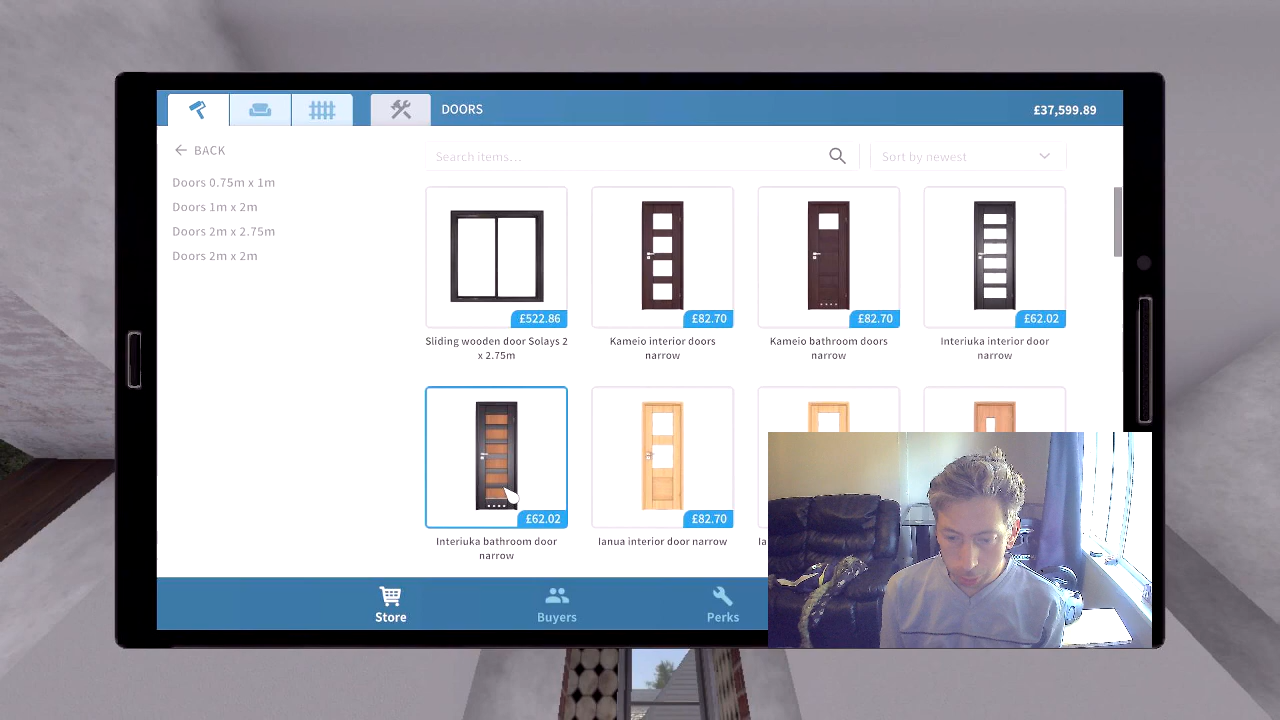 DOORS
£37,599.89
BACK
Search items...
Sort by newest
Doors 0.75m x 1m
Doors 1m x 2m
Doors 2m x 2.75m
Doors 2m x 2m
£522.86
£82.70
£82.70
£62.02
Sliding wooden door Solays 2
x 2.75m
Kameio interior doors
narrow
Kameio bathroom doors
narrow
Interiuka interior door
narrow
£62.02
£82.70
Interiuka bathroom door
narrow
Ianua interior door narrow
Store
Buyers
Perks